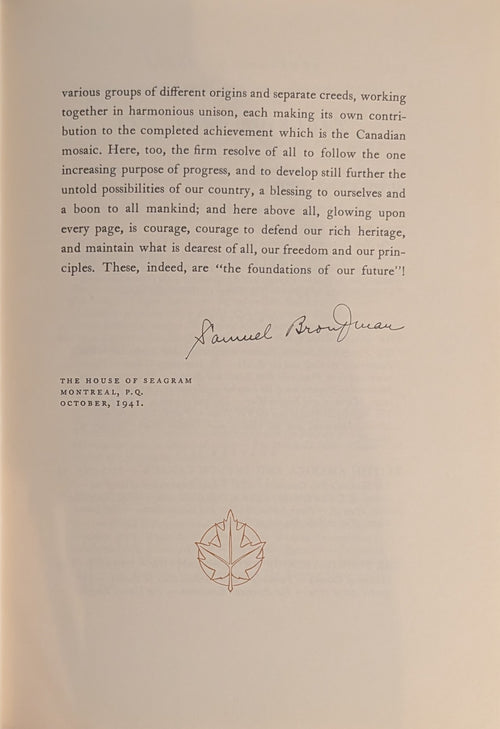 various groups of different origins and separate creeds, working
together in harmonious unison, each making its own contri-
bution to the completed achievement which is the Canadian
mosaic. Here, too, the firm resolve of all to follow the one
increasing purpose of progress, and to develop still further the
untold possibilities of our country, a blessing to ourselves and
a boon to all mankind; and here above all, glowing upon
every page, is courage, courage to defend our rich heritage,
and maintain what is dearest of all, our freedom and our prin-
ciples. These, indeed, are “the foundations of our future”!
Samuel Bronfman
THE HOUSE OF SEAGRAM
MONTREAL, P.Q.
OCTOBER, 1941.